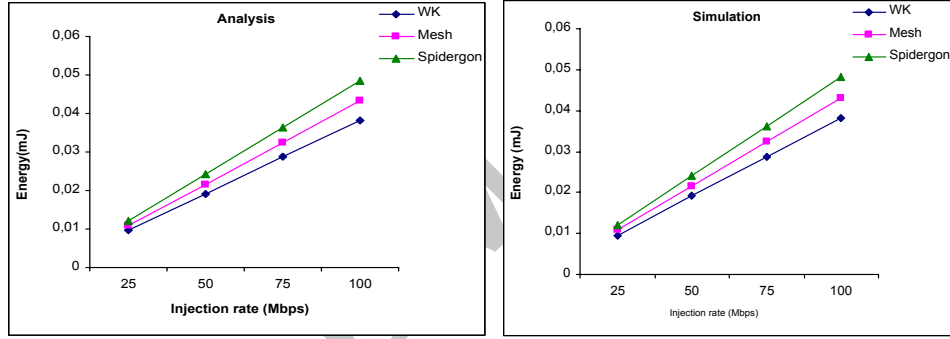 Analysis
WK
Mesh
Spidergon
0,06
0,05
0,04
0,03
0,02
0,01
0
Energy(mJ)
25 50 75 100
Injection rate (Mbps)
Simulation
WK
Mesh
Spidergon
0,06
0,05
0,04
0,03
0,02
0,01
0
Energy (mJ)
25 50 75 100
Injection rate (Mbps)